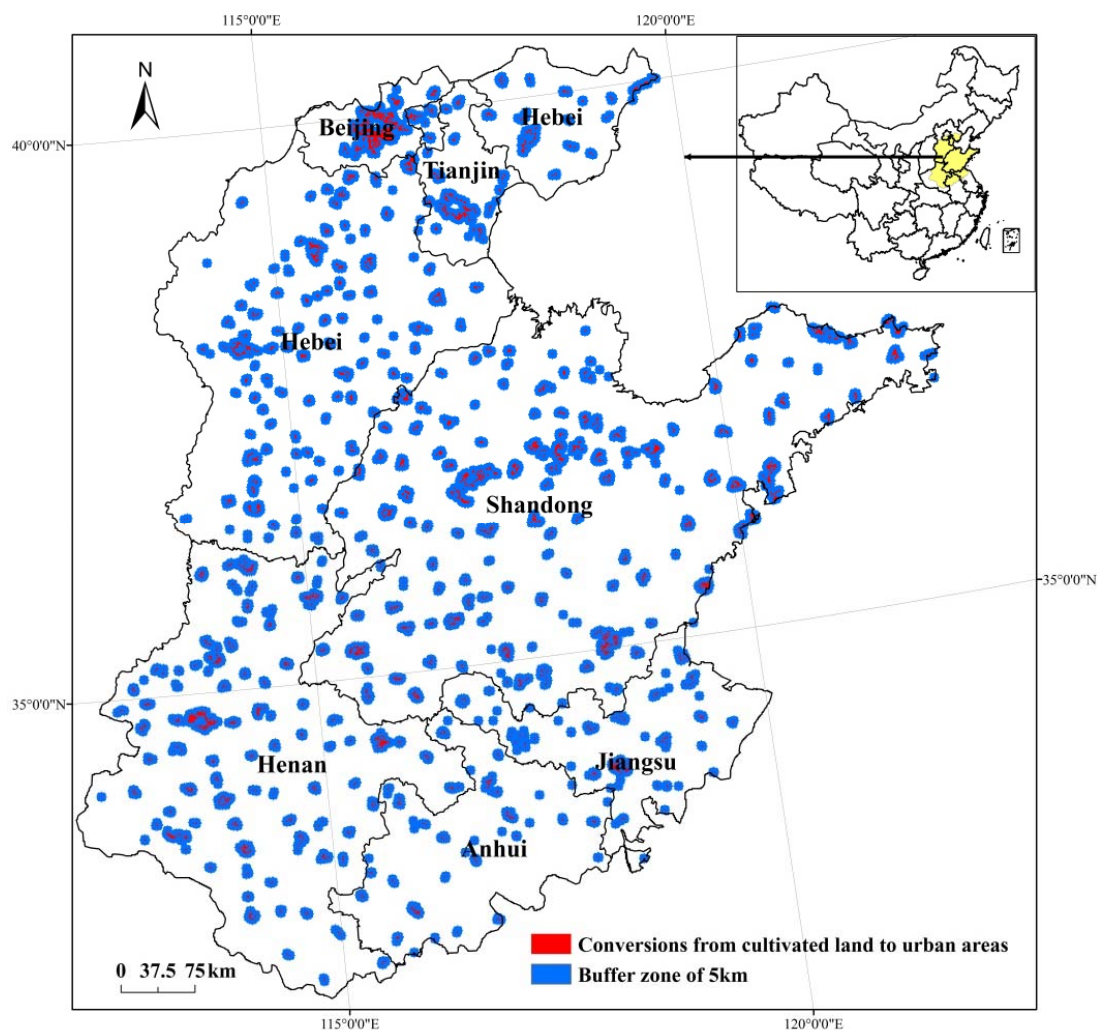 115°0'0"E
120°0'0"E
N
Beijing
Hebei
40°0'0"N
Tianjin
Hebei
Shandong
35°0'0"N
35°0'0"N
Henan
Jiangsu
Anhui
Conversions from cultivated land to urban areas
0 37.5 75 km
Buffer zone of 5km
115°0'0"E
120°0'0"E